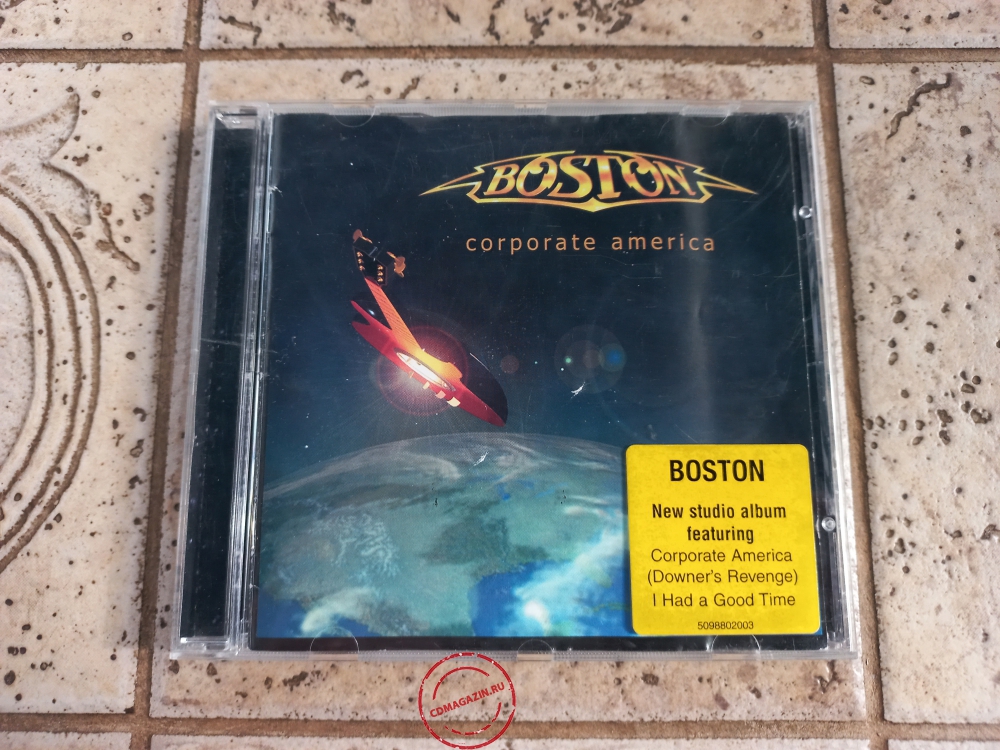 BOSTON
corporate america
BOSTON
New studio album
featuring
Corporate America
(Downer's Revenge)
I Had a Good Time
5098802003
CDMAGAZIN.RU